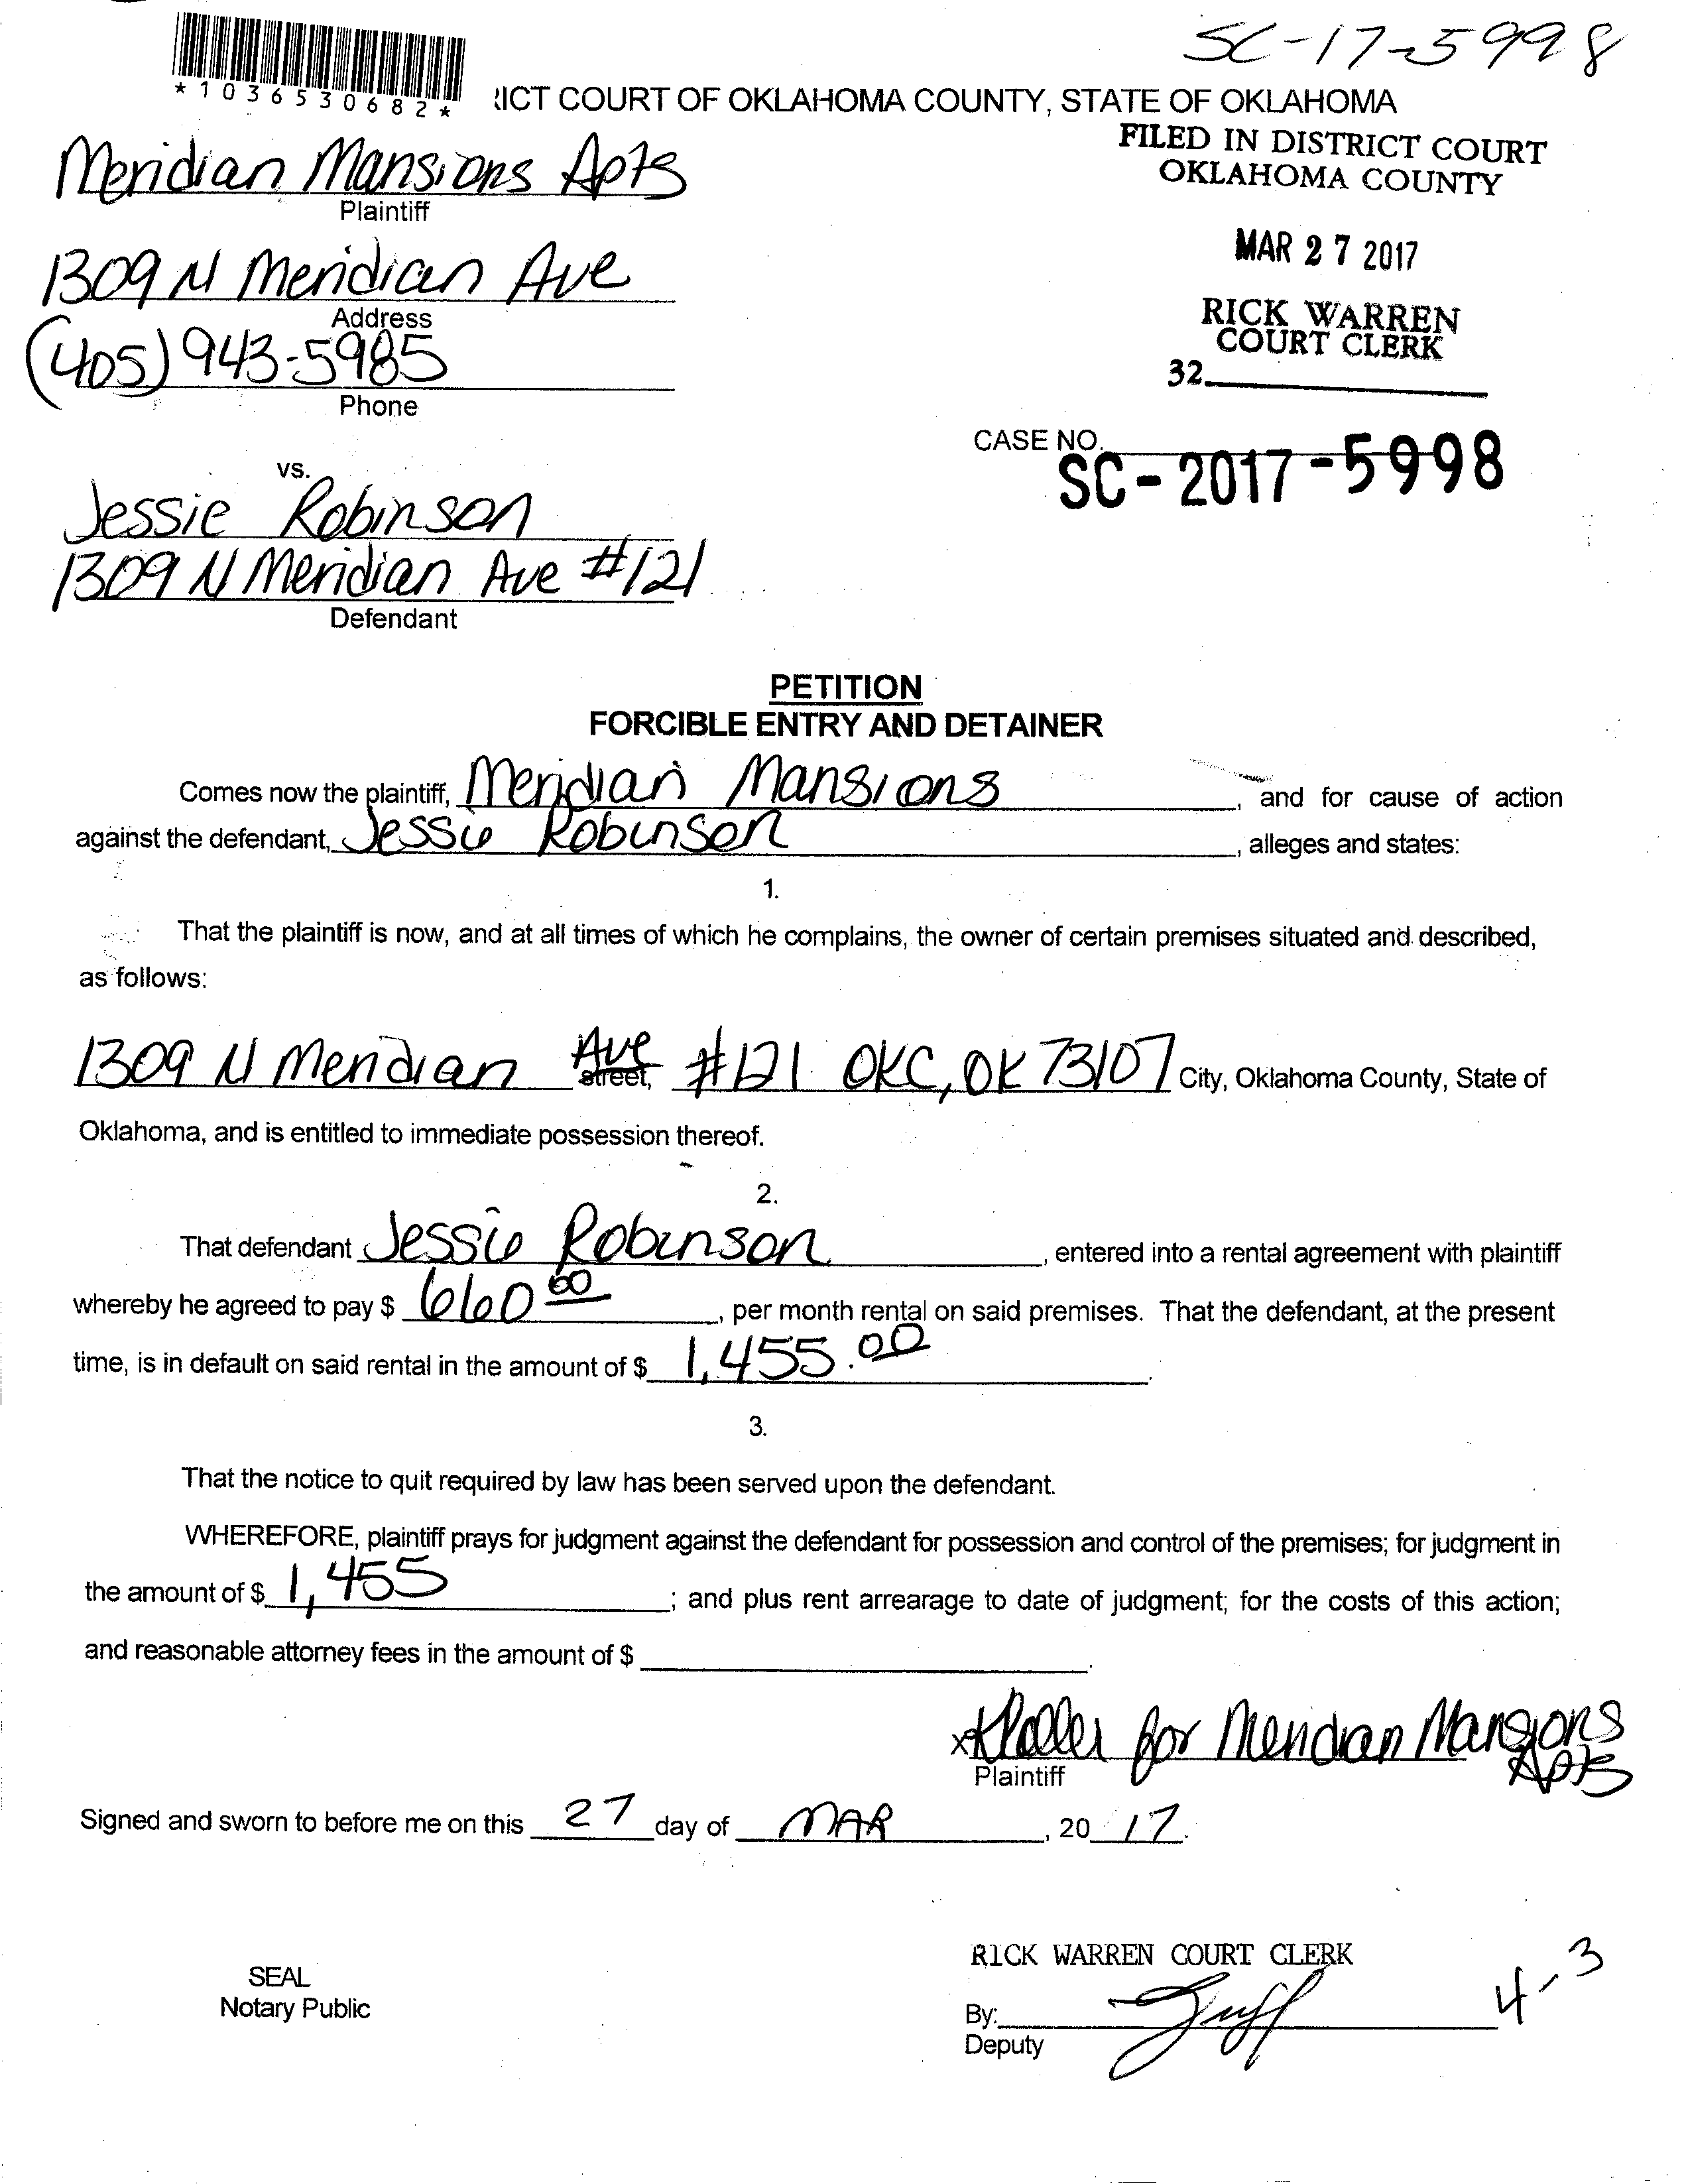 SC-17-5998
*1036530682*
RICT COURT OF OKLAHOMA COUNTY, STATE OF OKLAHOMA
FILED IN DISTRICT COURT
OKLAHOMA COUNTY
Meridian Mansions Apts
Plaintiff
MAR 27 2017
1309 N Meridian Ave
Address
RICK WARREN
COURT CLERK
(405) 943-5985
Phone
32
CASE NO.
SC-2017-5998
vs.
Jessie Robinson
1309 N Meridian Ave #121
Defendant
PETITION
FORCIBLE ENTRY AND DETAINER
Comes now the plaintiff, Meridian Mansions, and for cause of action
against the defendant, Jessie Robinson, alleges and states:
1.
That the plaintiff is now, and at all times of which he complains, the owner of certain premises situated and described,
as follows:
1309 N Meridian Ave street, #121 OKC, OK 73107 City, Oklahoma County, State of
Oklahoma, and is entitled to immediate possession thereof.
2.
That defendant Jessie Robinson, entered into a rental agreement with plaintiff
whereby he agreed to pay $ 660 00, per month rental on said premises. That the defendant, at the present
time, is in default on said rental in the amount of $ 1,455.00.
3.
That the notice to quit required by law has been served upon the defendant.
WHEREFORE, plaintiff prays for judgment against the defendant for possession and control of the premises; for judgment in
the amount of $ 1,455; and plus rent arrearage to date of judgment; for the costs of this action;
and reasonable attorney fees in the amount of $ .
x for Meridian Mansions
Apts
Plaintiff
Signed and sworn to before me on this 27 day of MAR, 20 17.
RICK WARREN COURT CLERK
4-3
SEAL
Notary Public
By:
Deputy